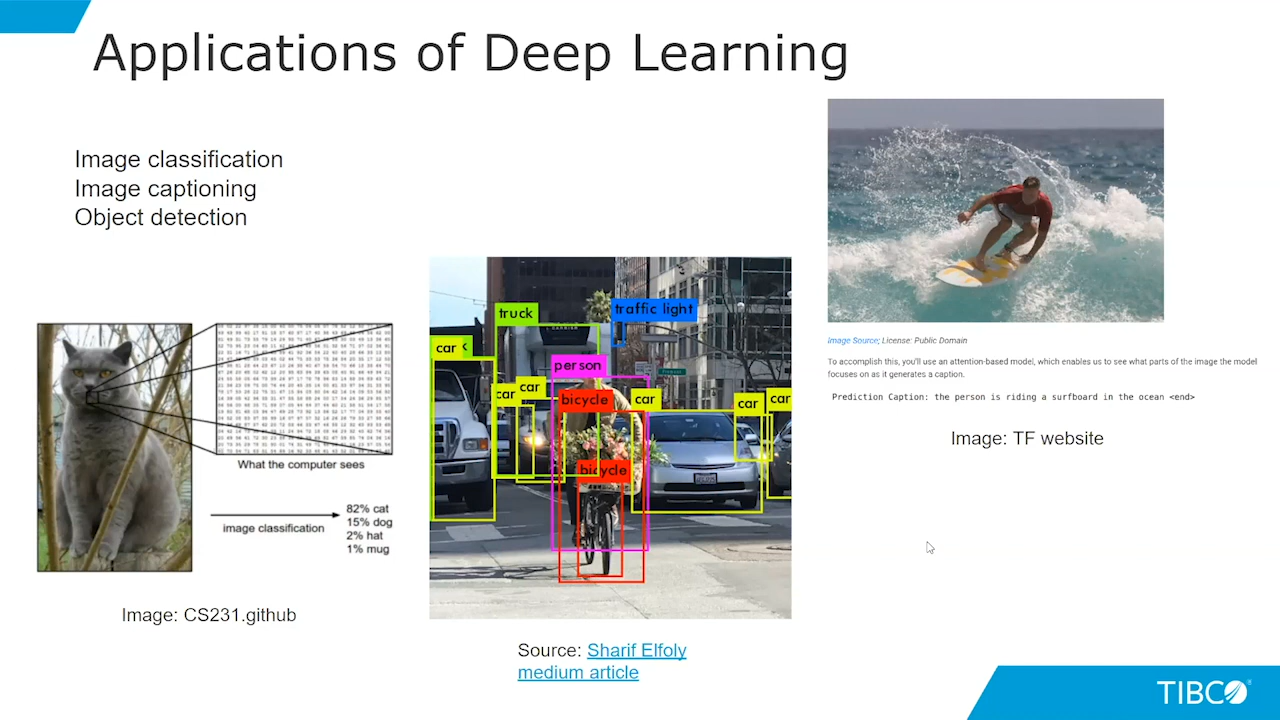 Applications of Deep Learning
Image classification
Image captioning
Object detection
What the computer sees
image classification
82% cat
15% dog
2% hat
1% mug
Image: CS231.github
truck
traffic light
car
person
car
car
bicycle
car
car
car
bicycle
Source: Sharif Elfoly
medium article
Image Source; License: Public Domain
To accomplish this, you'll use an attention-based model, which enables us to see what parts of the image the model
focuses on as it generates a caption.
Prediction Caption: the person is riding a surfboard in the ocean <end>
Image: TF website
TIBCO